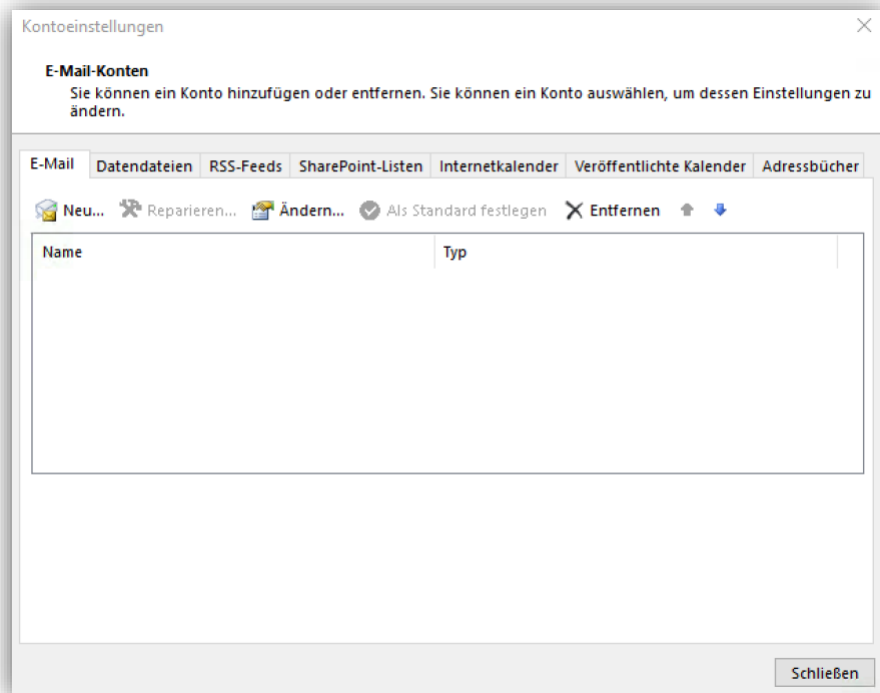 Kontoeinstellungen
E-Mail-Konten
Sie können ein Konto hinzufügen oder entfernen. Sie können ein Konto auswählen, um dessen Einstellungen zu
ändern.
E-Mail Datendateien RSS-Feeds SharePoint-Listen Internetkalender Veröffentlichte Kalender Adressbücher
Neu... Reparieren... Ändern... Als Standard festlegen Entfernen
Name Typ
Schließen